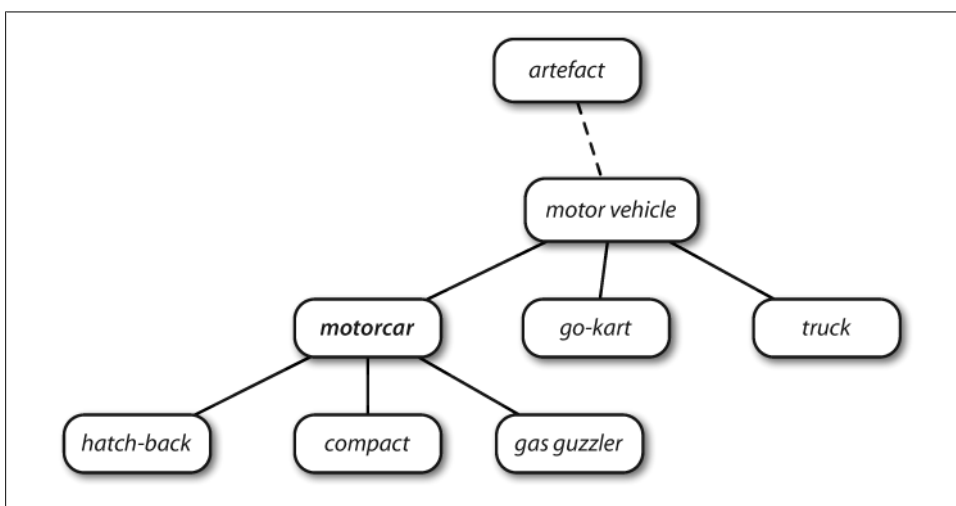 artefact
motor vehicle
motorcar
go-kart
truck
hatch-back
compact
gas guzzler